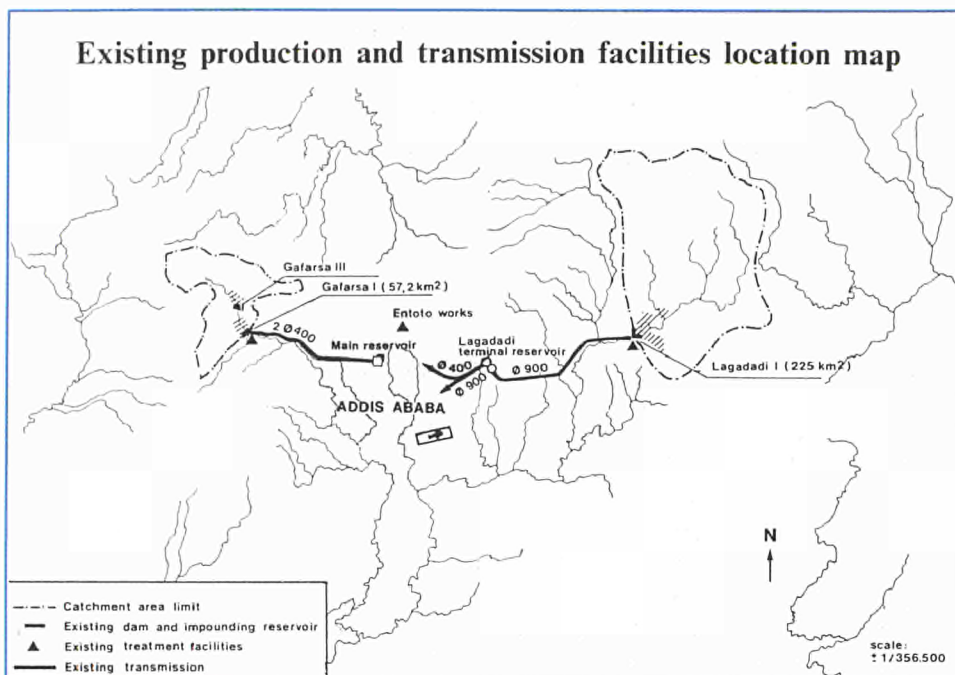 Existing production and transmission facilities location map
Gafarsa III
Gafarsa I (57,2 km²)
2 Ø400
Entoto works
Main reservoir
Lagadadi
terminal reservoir
Ø 400
Ø 900
Ø 900
Lagadadi I (225 km²)
ADDIS ABABA
N
Catchment area limit
Existing dam and impounding reservoir
Existing treatment facilities
Existing transmission
scale:
± 1/356.500